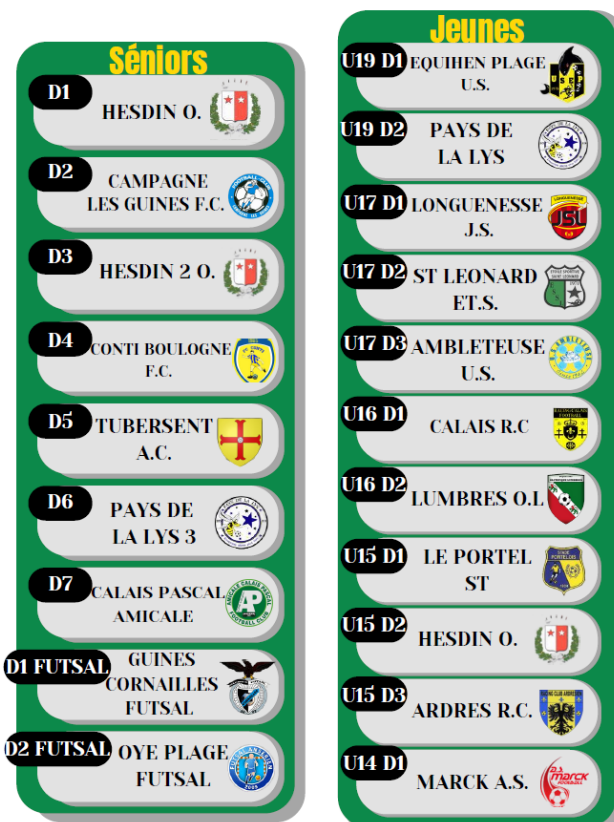 Séniors
D1
HESDIN O.
D2
CAMPAGNE
LES GUINES F.C.
D3
HESDIN 2 O.
D4
CONTI BOULOGNE
F.C.
D5
TUBERSENT
A.C.
D6
PAYS DE
LA LYS 3
D7
CALAIS PASCAL
AMICALE
D1 FUTSAL
GUINES
CORNAILLES
FUTSAL
D2 FUTSAL
OYE PLAGE
FUTSAL
Jeunes
U19 D1
EQUIHEN PLAGE
U.S.
U19 D2
PAYS DE
LA LYS
U17 D1
LONGUENESSE
J.S.
JSL
U17 D2
ST LEONARD
ET.S.
U17 D3
AMBLETEUSE
U.S.
U16 D1
CALAIS R.C
U16 D2
LUMBRES O.L
U15 D1
LE PORTEL
ST
U15 D2
HESDIN O.
U15 D3
ARDRES R.C.
U14 D1
MARCK A.S.
marck